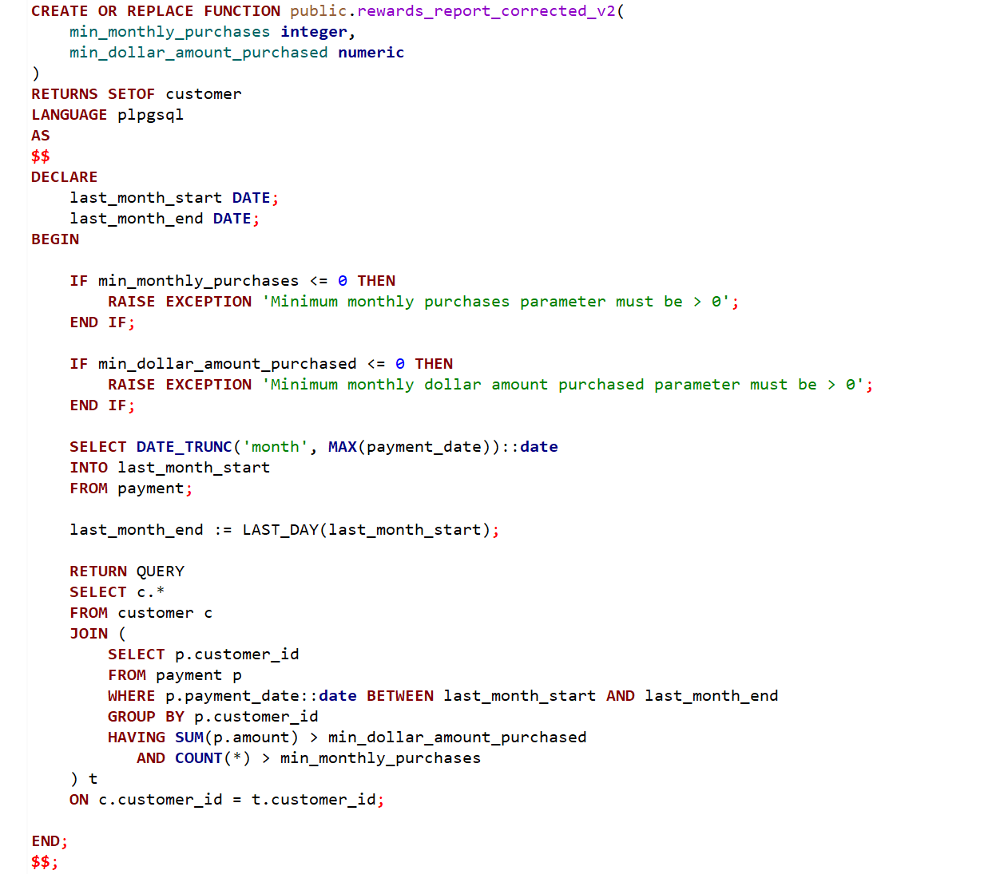 CREATE OR REPLACE FUNCTION public.rewards_report_corrected_v2(
    min_monthly_purchases integer,
    min_dollar_amount_purchased numeric
)
RETURNS SETOF customer
LANGUAGE plpgsql
AS
$$
DECLARE
    last_month_start DATE;
    last_month_end DATE;
BEGIN

    IF min_monthly_purchases <= 0 THEN
        RAISE EXCEPTION 'Minimum monthly purchases parameter must be > 0';
    END IF;

    IF min_dollar_amount_purchased <= 0 THEN
        RAISE EXCEPTION 'Minimum monthly dollar amount purchased parameter must be > 0';
    END IF;

    SELECT DATE_TRUNC('month', MAX(payment_date))::date
    INTO last_month_start
    FROM payment;

    last_month_end := LAST_DAY(last_month_start);

    RETURN QUERY
    SELECT c.*
    FROM customer c
    JOIN (
        SELECT p.customer_id
        FROM payment p
        WHERE p.payment_date::date BETWEEN last_month_start AND last_month_end
        GROUP BY p.customer_id
        HAVING SUM(p.amount) > min_dollar_amount_purchased
           AND COUNT(*) > min_monthly_purchases
    ) t
    ON c.customer_id = t.customer_id;

END;
$$;